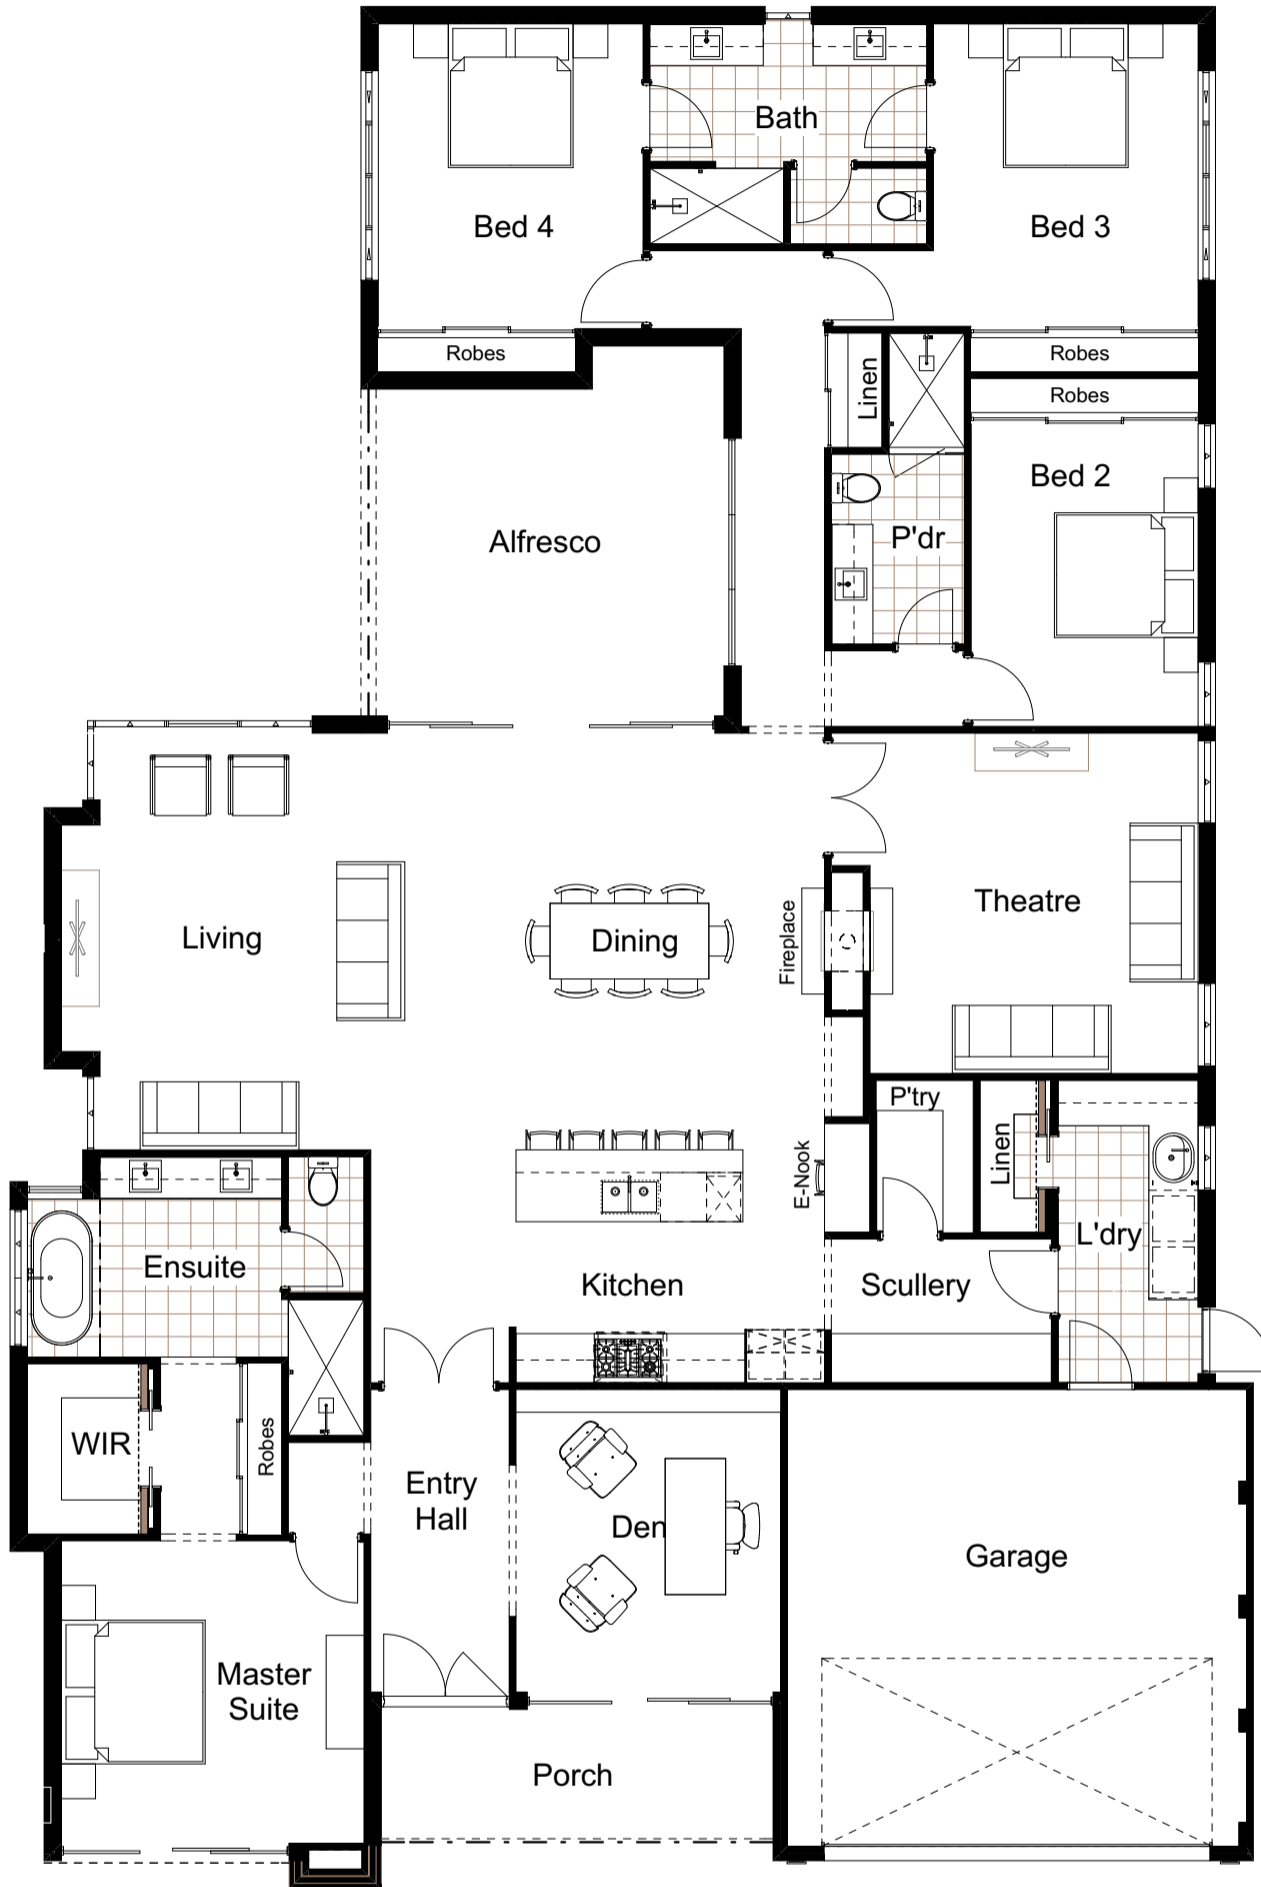 Bath
Bed 4
Bed 3
Robes
Robes
Linen
Robes
Bed 2
P'dr
Alfresco
Theatre
Living
Dining
Fireplace
P'try
Linen
E-Nook
L'dry
Ensuite
Kitchen
Scullery
WIR
Robes
Entry
Hall
Den
Garage
Master
Suite
Porch